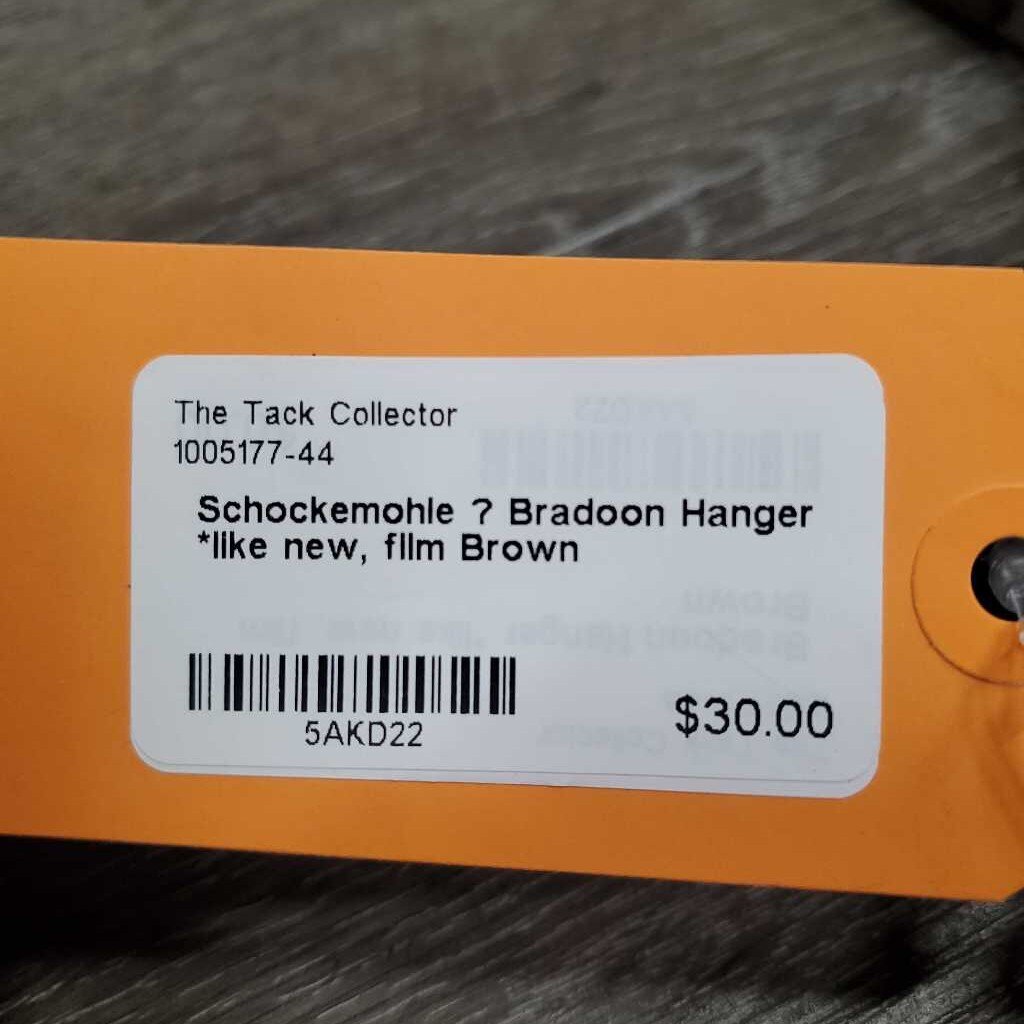 The Tack Collector
1005177-44
Schockemohle ? Bradoon Hanger
*like new, film Brown
5AKD22
$30.00